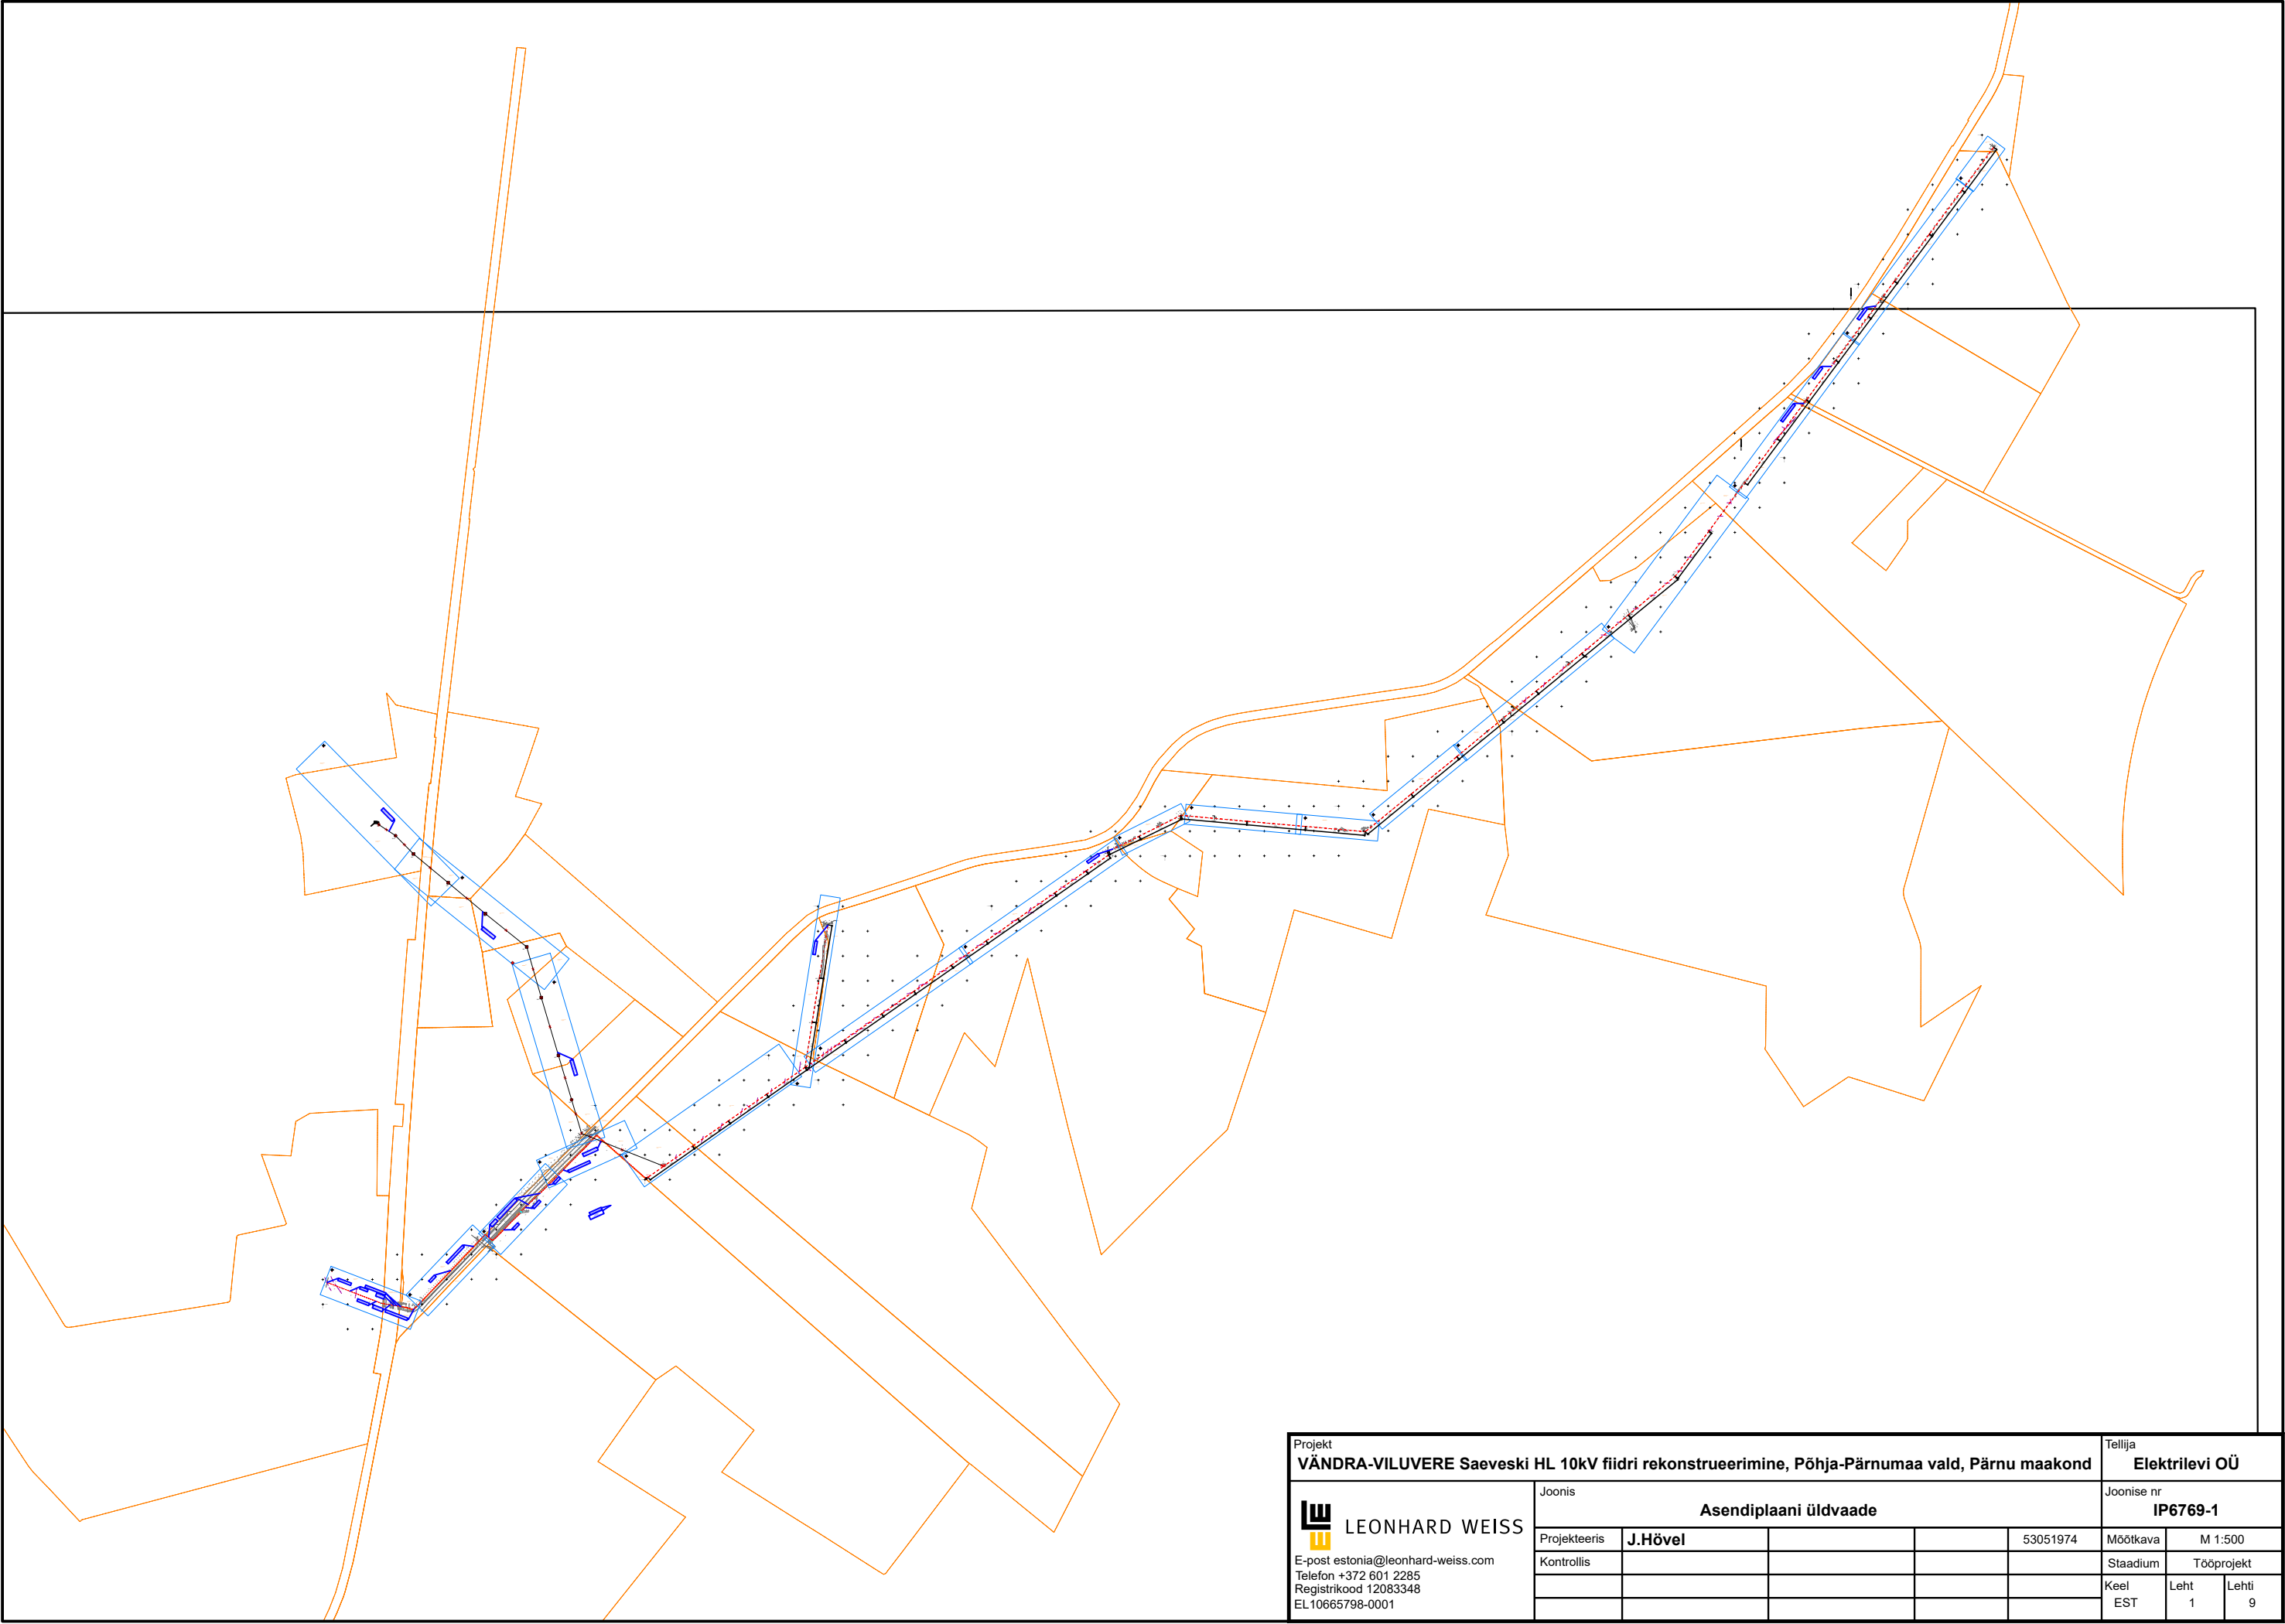 Projekt
VÄNDRA-VILUVERE Saeveski HL 10kV fiidri rekonstrueerimine, Põhja-Pärnumaa vald, Pärnu maakond
Tellija
Elektrilevi OÜ
LEONHARD WEISS
E-post estonia@leonhard-weiss.com
Telefon +372 601 2285
Registrikood 12083348
EL10665798-0001
Joonis
Asendiplaani üldvaade
Joonise nr
IP6769-1
Projekteeris J.Hövel 53051974
Mõõtkava M 1:500
Kontrollis
Staadium Tööprojekt
Keel Leht Lehti
EST 1 9